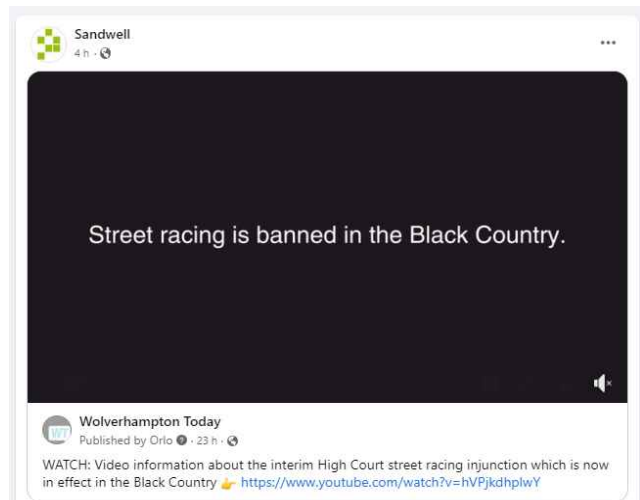 Sandwell
4 h ·
Street racing is banned in the Black Country.
WT
Wolverhampton Today
Published by Orlo · 23 h ·
WATCH: Video information about the interim High Court street racing injunction which is now
in effect in the Black Country 👉 https://www.youtube.com/watch?v=hVPjkdhplwY